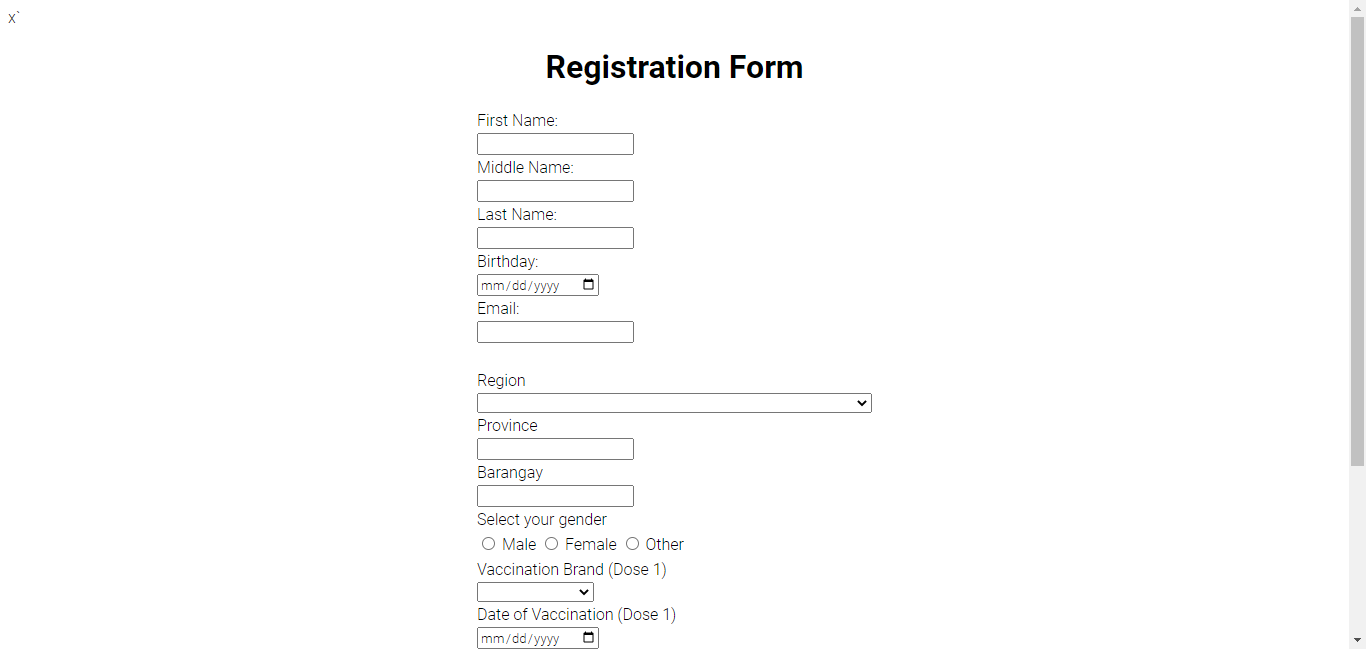 x`
Registration Form
First Name:
Middle Name:
Last Name:
Birthday:
mm/dd/yyyy
Email:
Region
Province
Barangay
Select your gender
Male Female Other
Vaccination Brand (Dose 1)
Date of Vaccination (Dose 1)
mm/dd/yyyy